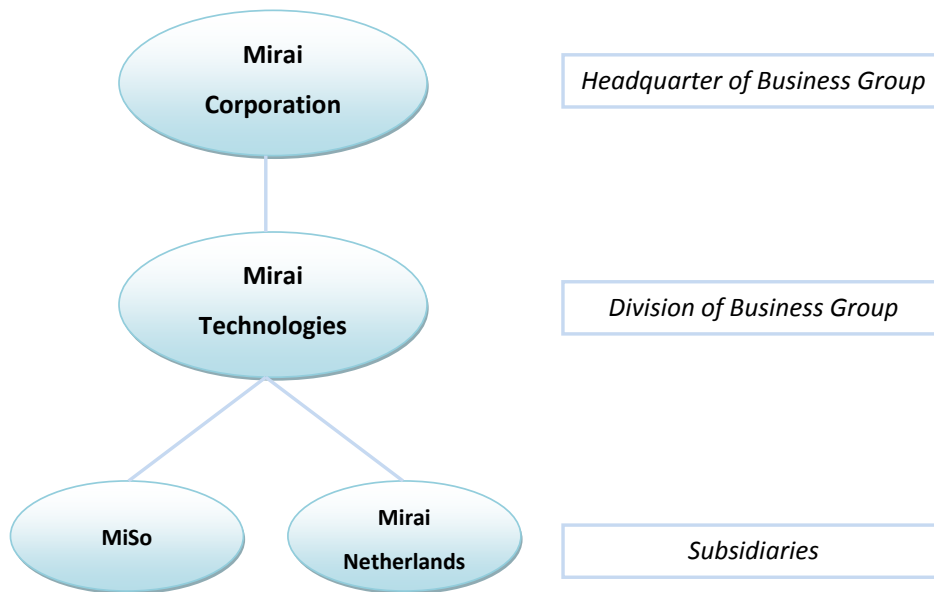 Mirai
Corporation
Headquarter of Business Group
Mirai
Technologies
Division of Business Group
MiSo
Mirai
Netherlands
Subsidiaries